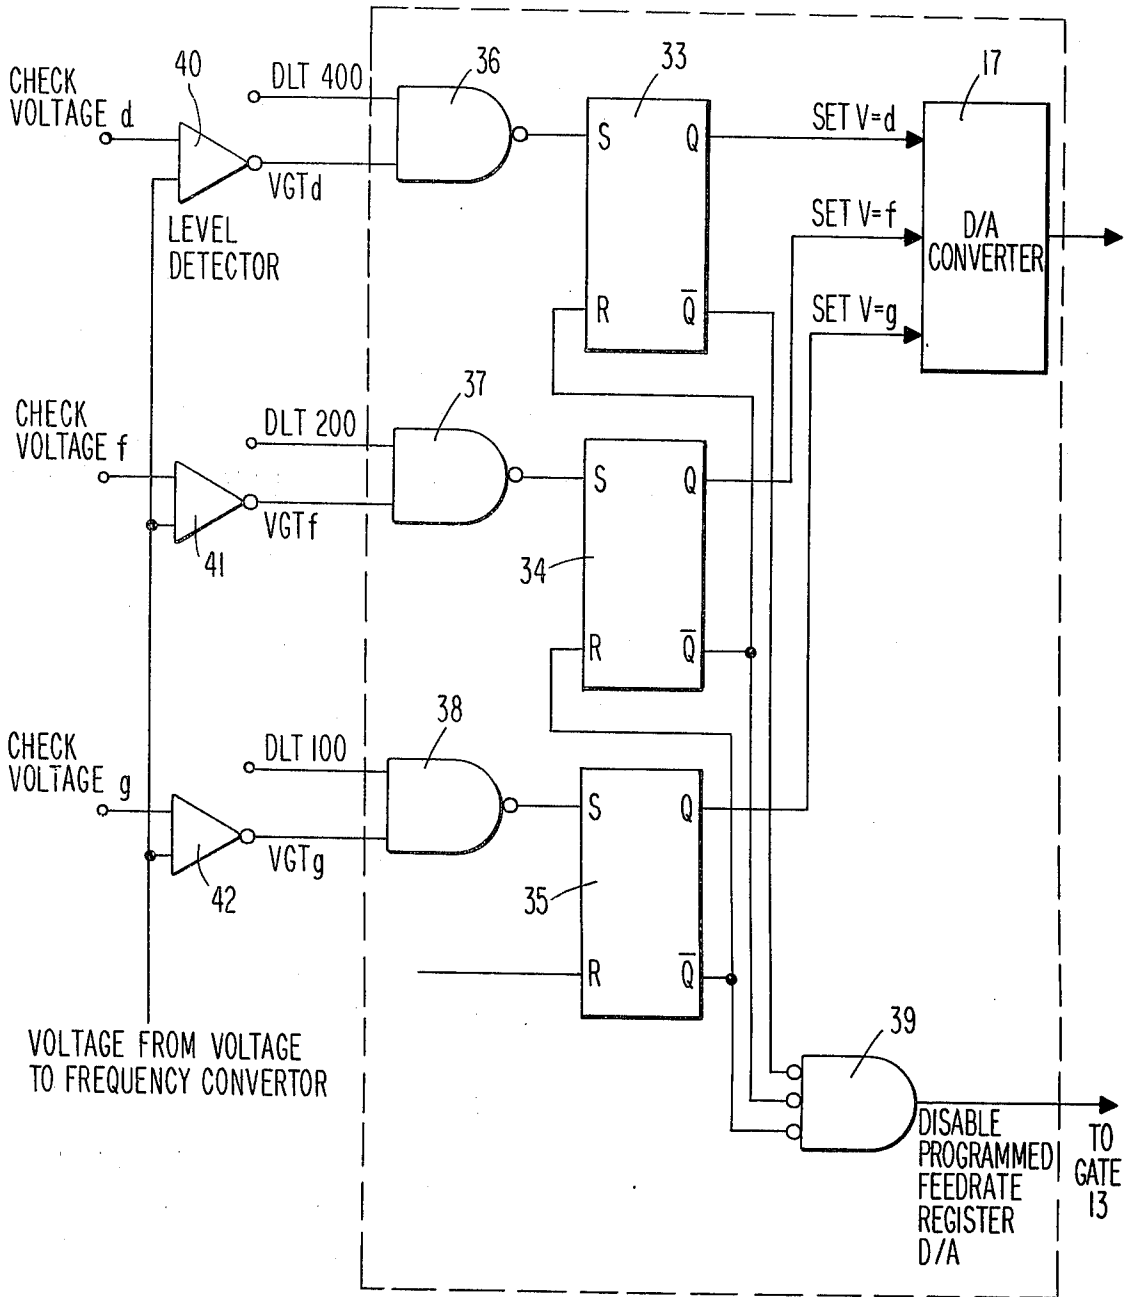 40
CHECK
VOLTAGE d
DLT 400
36
33
17
S
Q
SET V=d
VGTd
LEVEL
DETECTOR
SET V=f
D/A
CONVERTER
R
Q̅
SET V=g
37
CHECK
VOLTAGE f
DLT 200
S
Q
VGTf
41
34
R
Q̅
38
CHECK
VOLTAGE g
DLT 100
S
Q
VGTg
42
35
R
Q̅
39
VOLTAGE FROM VOLTAGE
TO FREQUENCY CONVERTOR
DISABLE
PROGRAMMED
FEEDRATE
REGISTER
D/A
TO
GATE
13